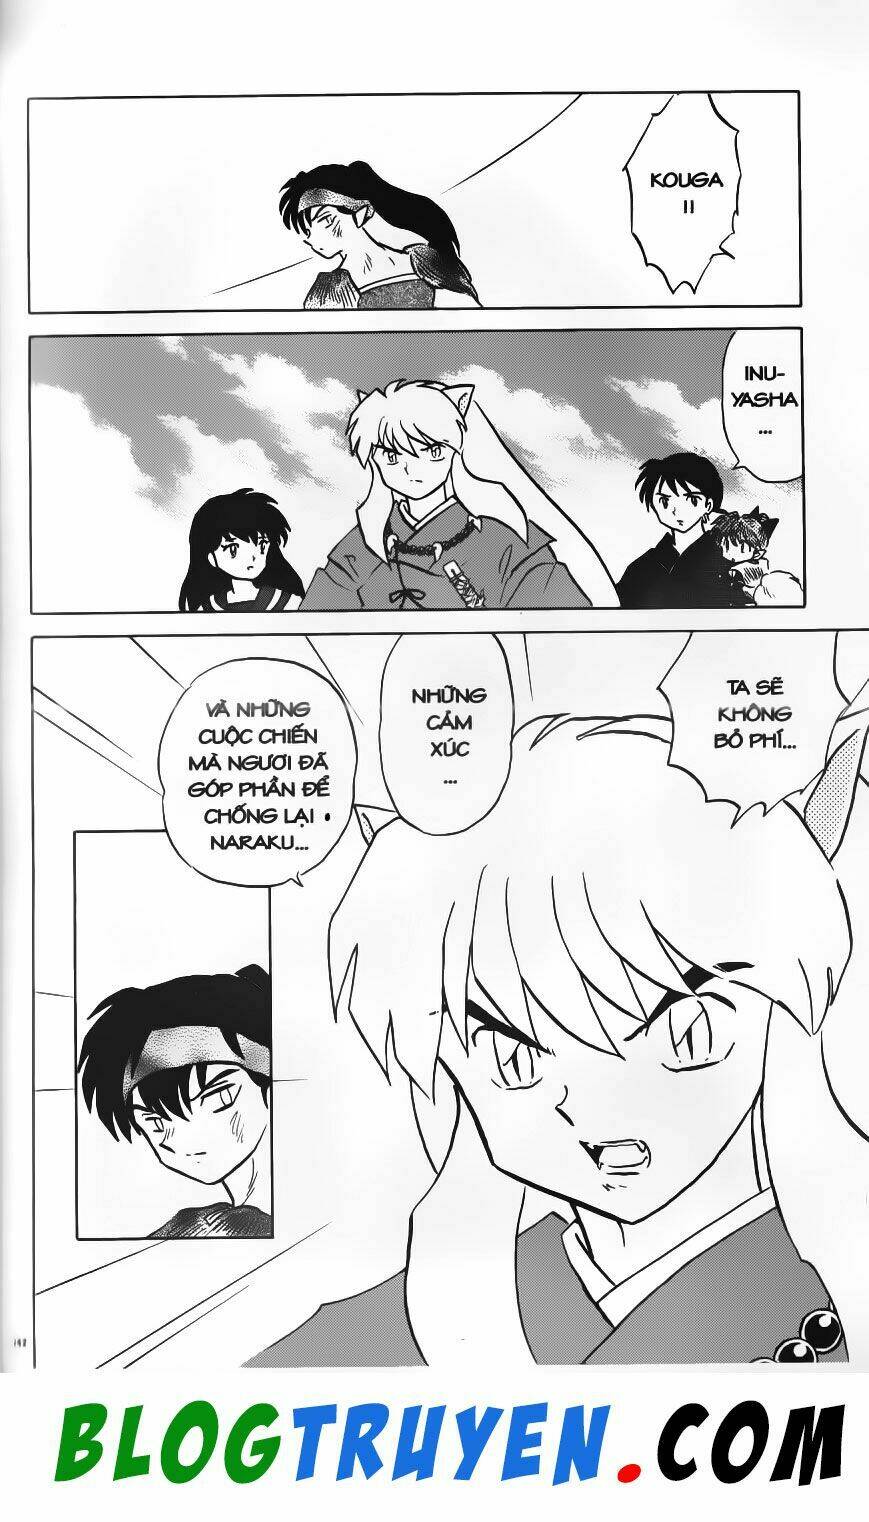 KOUGA
!!
INU-
YASHA
...
TA SẼ
KHÔNG
BỎ PHÍ...
NHỮNG
CẢM
XÚC
...
VÀ NHỮNG
CUỘC CHIẾN
MÀ NGƯƠI ĐÃ
GÓP PHẦN ĐỂ
CHỐNG LẠI
NARAKU...
BLOGTRUYEN.COM